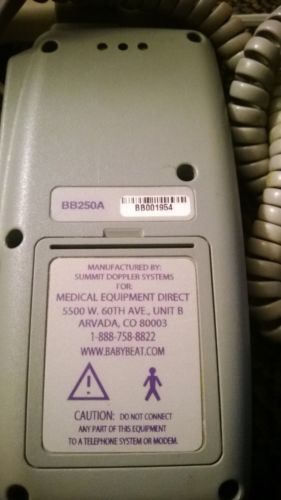 BB250A BB001954
MANUFACTURED BY:
SUMMIT DOPPLER SYSTEMS
FOR:
MEDICAL EQUIPMENT DIRECT
5500 W. 60TH AVE., UNIT B
ARVADA, CO 80003
1-888-758-8822
WWW.BABYBEAT.COM
CAUTION: DO NOT CONNECT
ANY PART OF THIS EQUIPMENT
TO A TELEPHONE SYSTEM OR MODEM.